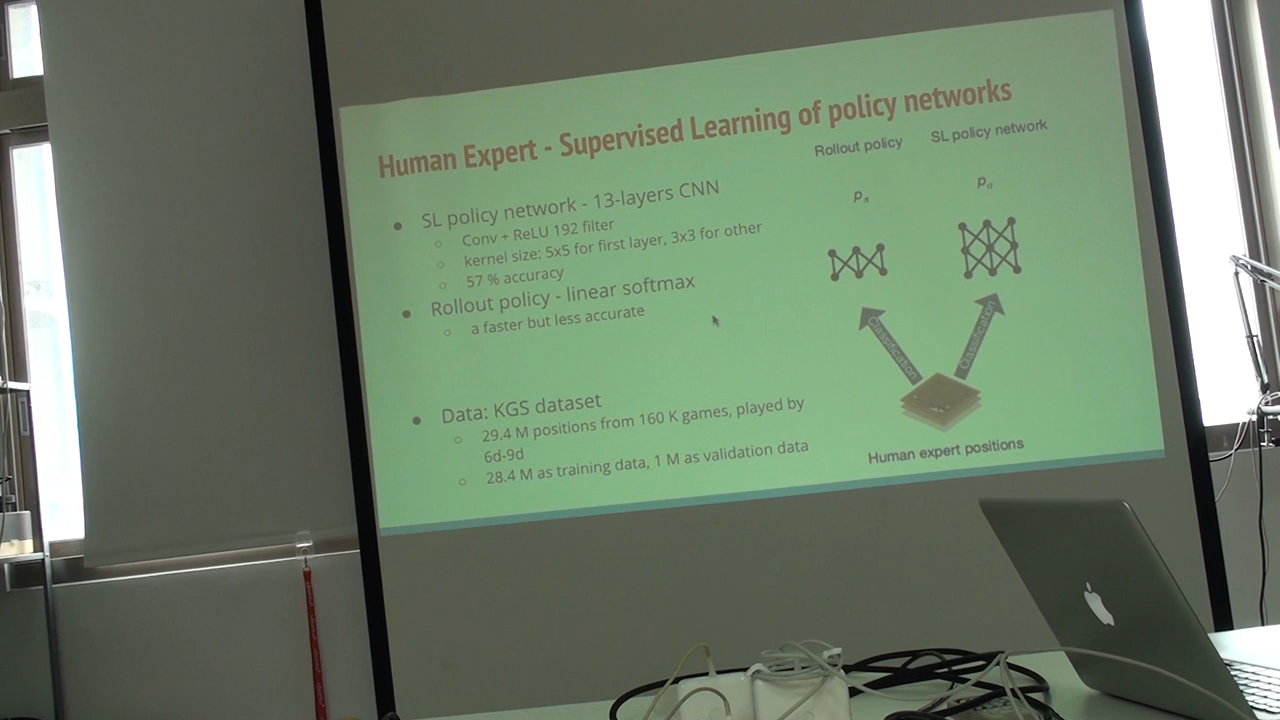 Human Expert - Supervised Learning of policy networks
SL policy network - 13-layers CNN
Conv + ReLU 192 filter
kernel size: 5x5 for first layer, 3x3 for other
57 % accuracy
Rollout policy - linear softmax
a faster but less accurate
Data: KGS dataset
29.4 M positions from 160 K games, played by
6d-9d
28.4 M as training data, 1 M as validation data
Rollout policy
SL policy network
pπ
pσ
Classification
Classification
Human expert positions